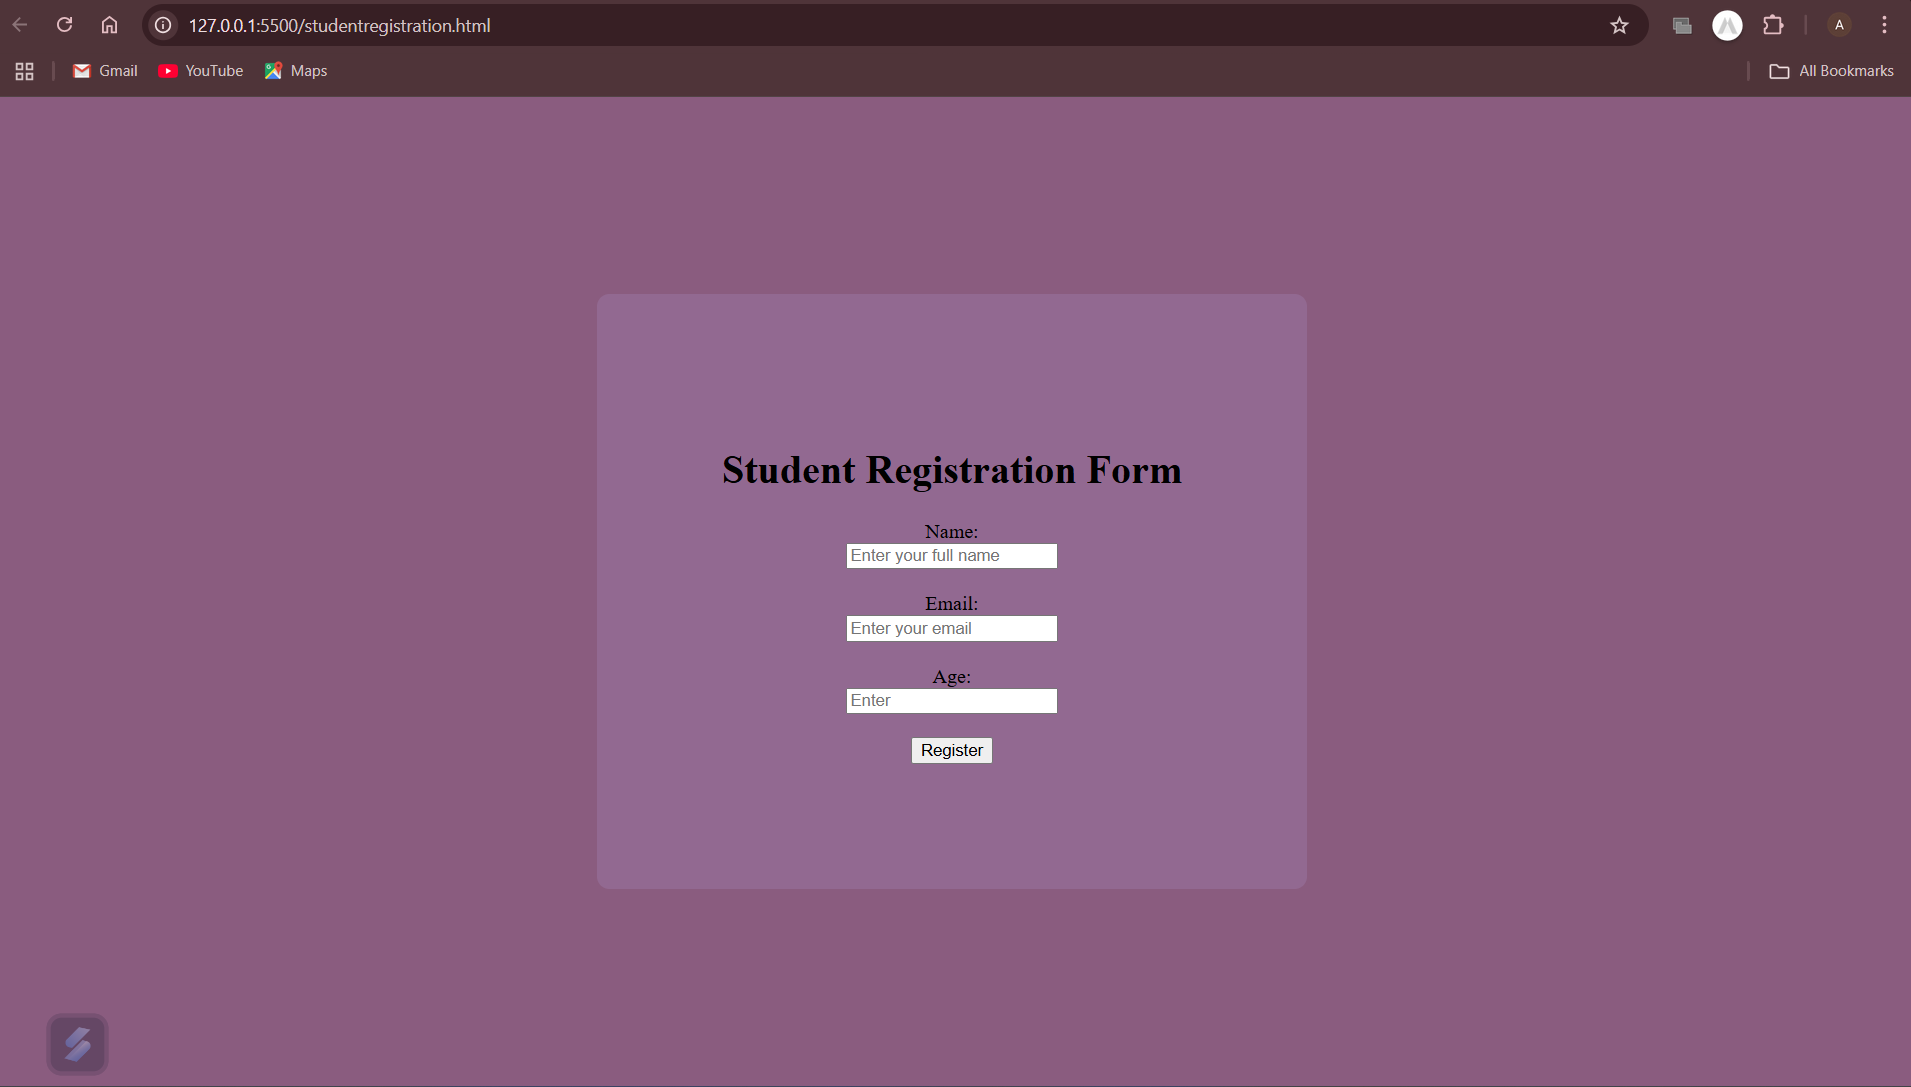 127.0.0.1:5500/studentregistration.html
A
Gmail
YouTube
Maps
All Bookmarks
Student Registration Form
Name:
Enter your full name
Email:
Enter your email
Age:
Enter
Register